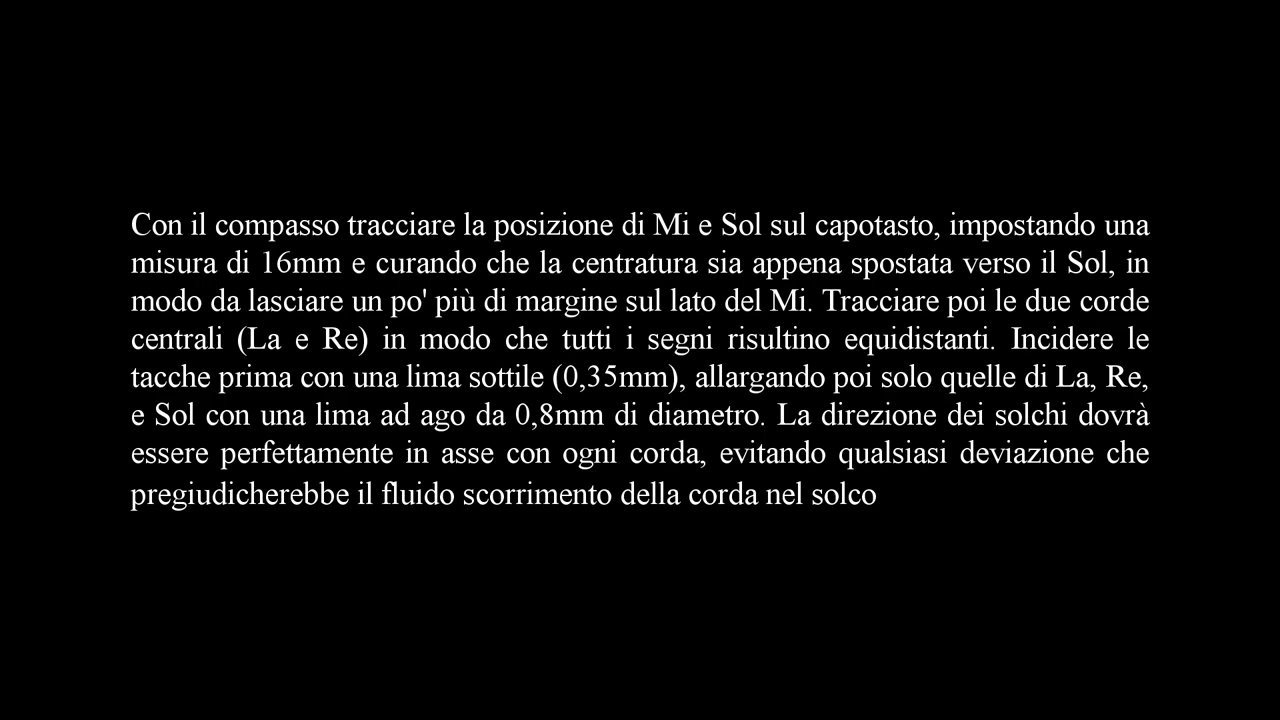 Con il compasso tracciare la posizione di Mi e Sol sul capotasto, impostando una
misura di 16mm e curando che la centratura sia appena spostata verso il Sol, in
modo da lasciare un po' più di margine sul lato del Mi. Tracciare poi le due corde
centrali (La e Re) in modo che tutti i segni risultino equidistanti. Incidere le
tacche prima con una lima sottile (0,35mm), allargando poi solo quelle di La, Re,
e Sol con una lima ad ago da 0,8mm di diametro. La direzione dei solchi dovrà
essere perfettamente in asse con ogni corda, evitando qualsiasi deviazione che
pregiudicherebbe il fluido scorrimento della corda nel solco